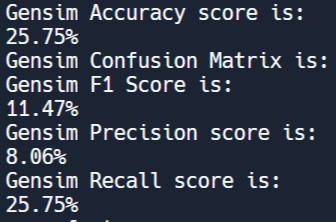 Gensim Accuracy score is:
25.75%
Gensim Confusion Matrix is:
Gensim F1 Score is:
11.47%
Gensim Precision score is:
8.06%
Gensim Recall score is:
25.75%